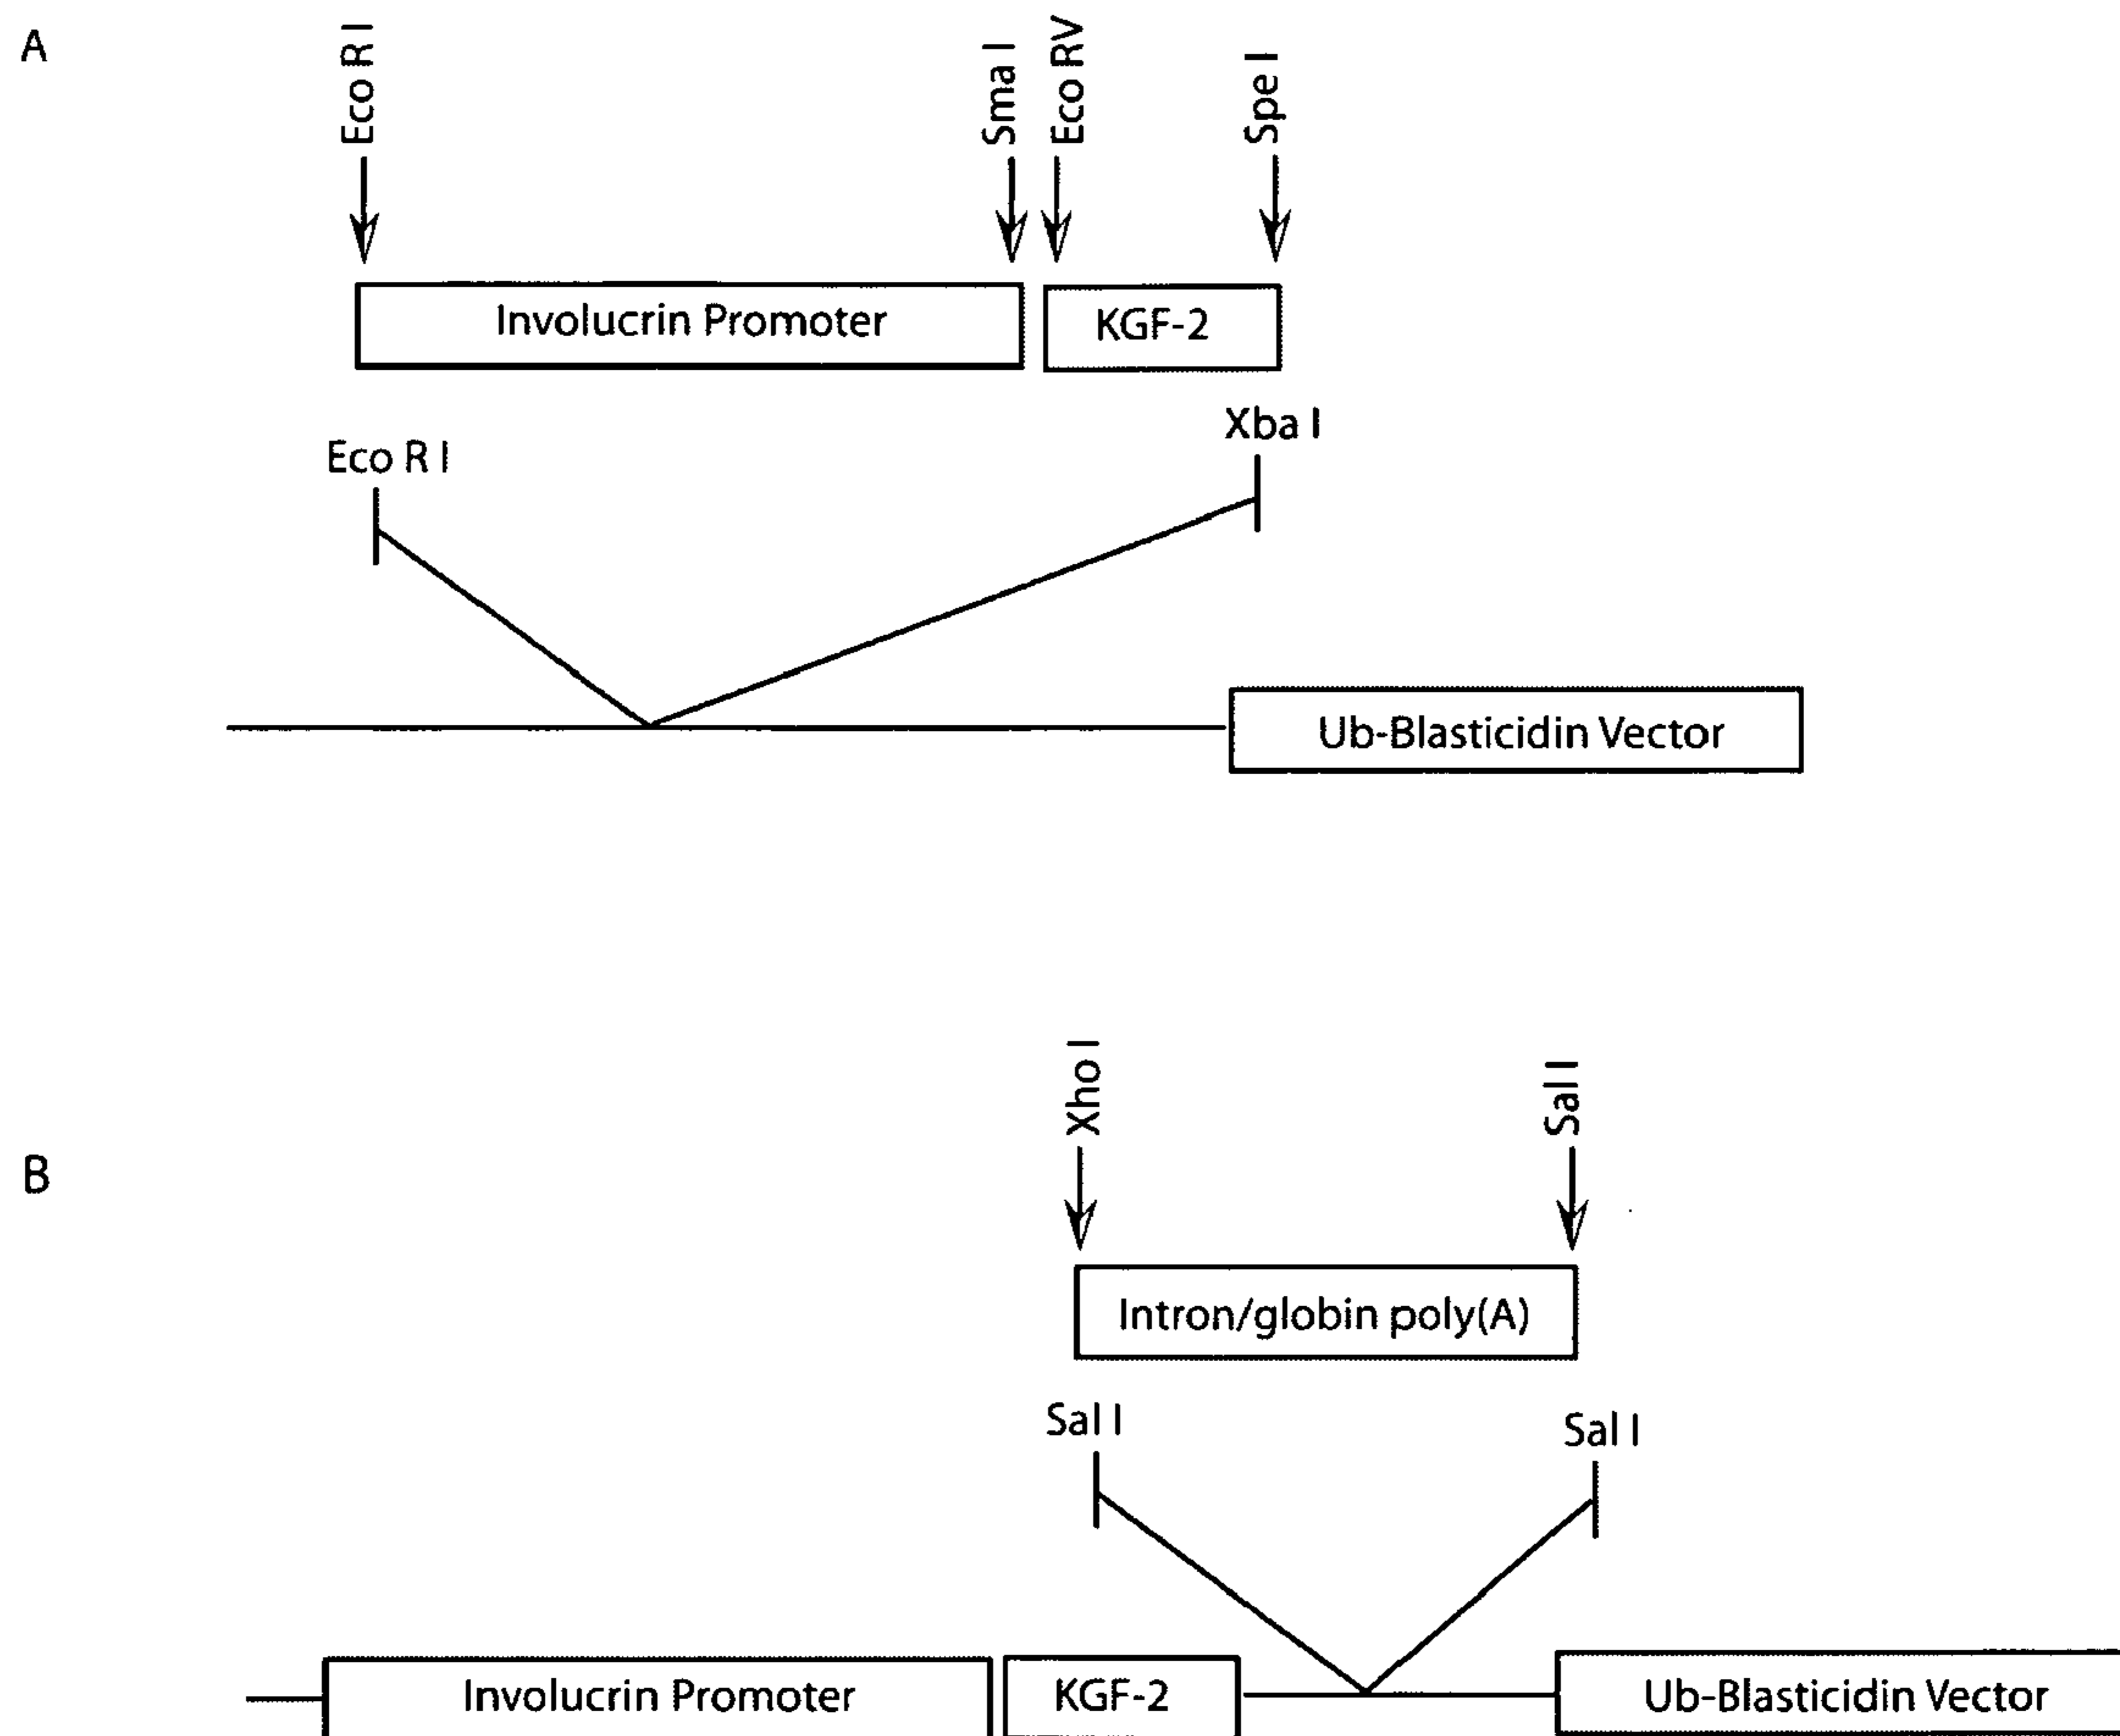 A
Eco R I
Sma I
Eco RV
Spe I
Involucrin Promoter
KGF-2
Xba I
Eco R I
Ub-Blasticidin Vector
B
Xho I
Sal I
Intron/globin poly(A)
Sal I
Sal I
Involucrin Promoter
KGF-2
Ub-Blasticidin Vector